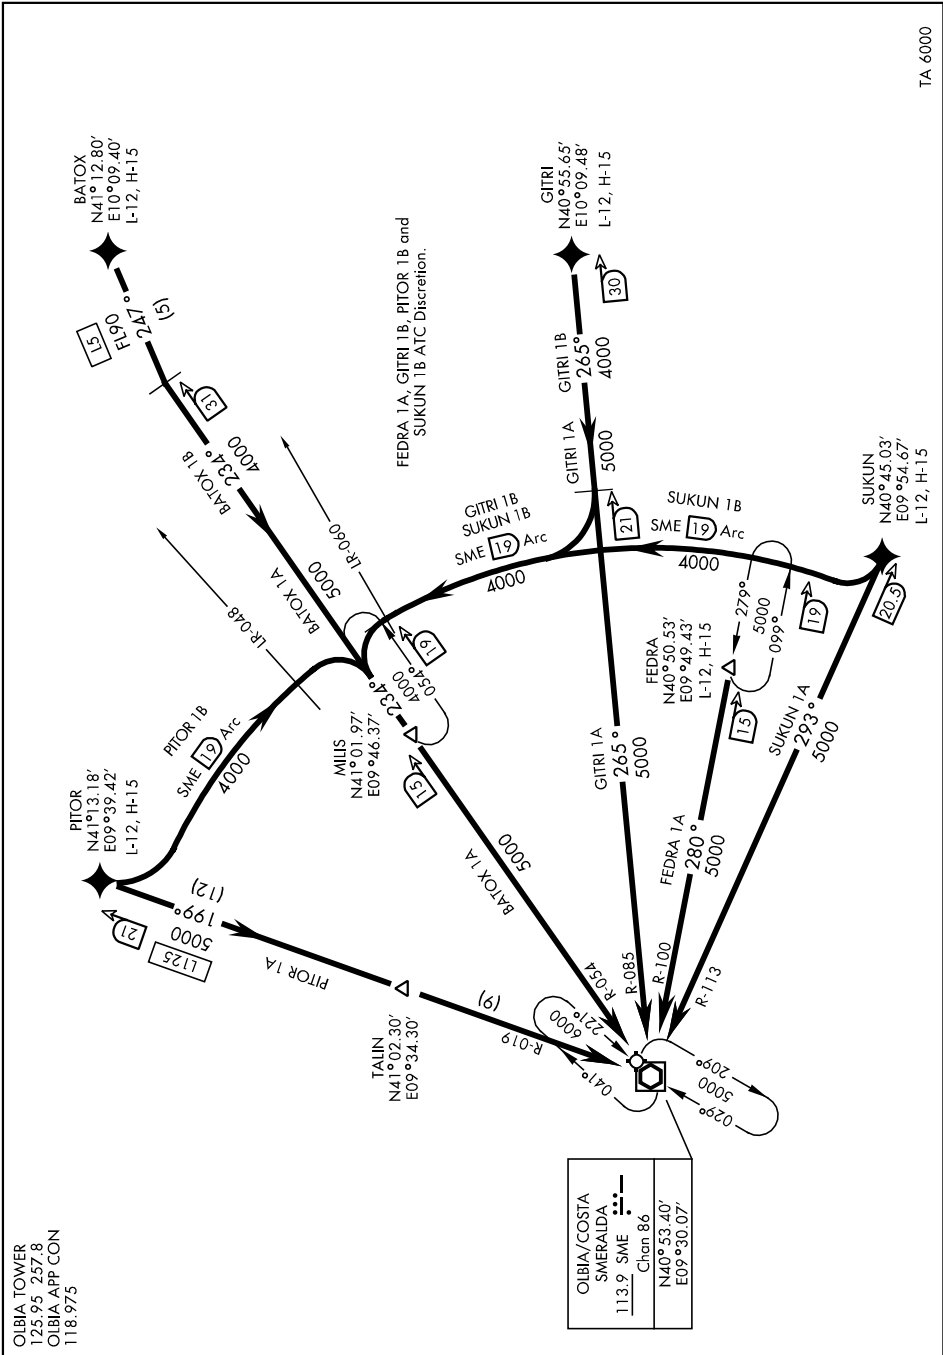 OLBIA TOWER
125.95 257.8
OLBIA APP CON
118.975
TA 6000
BATOX
N41°12.80'
E10°09.40'
L-12, H-15
L5
FL90
247°
(5)
31
BATOX 1B
234°
4000
BATOX 1A
5000
LR-060
LR-048
FEDRA 1A, GITRI 1B, PITOR 1B and
SUKUN 1B ATC Discretion.
GITRI
N40°55.65'
E10°09.48'
L-12, H-15
30
GITRI 1B
265°
4000
GITRI 1A
5000
21
GITRI 1B
SUKUN 1B
SME 19 Arc
4000
SUKUN 1B
SME 19 Arc
4000
SUKUN
N40°45.03'
E09°54.67'
L-12, H-15
20.5
19
279°
5000
099°
FEDRA
N40°50.53'
E09°49.43'
L-12, H-15
15
19
054°
4000
234°
MILIS
N41°01.97'
E09°46.37'
15
PITOR 1B
SME 19 Arc
4000
PITOR
N41°13.18'
E09°39.42'
L-12, H-15
21
L125
5000
199°
(12)
PITOR 1A
TALIN
N41°02.30'
E09°34.30'
(9)
R-019
5000
BATOX 1A
R-054
GITRI 1A
265°
5000
R-085
FEDRA 1A
280°
5000
R-100
SUKUN 1A
293°
5000
R-113
6000
221°
041°
209°
5000
029°
OLBIA/COSTA
SMERALDA
113.9 SME
Chan 86
N40°53.40'
E09°30.07'